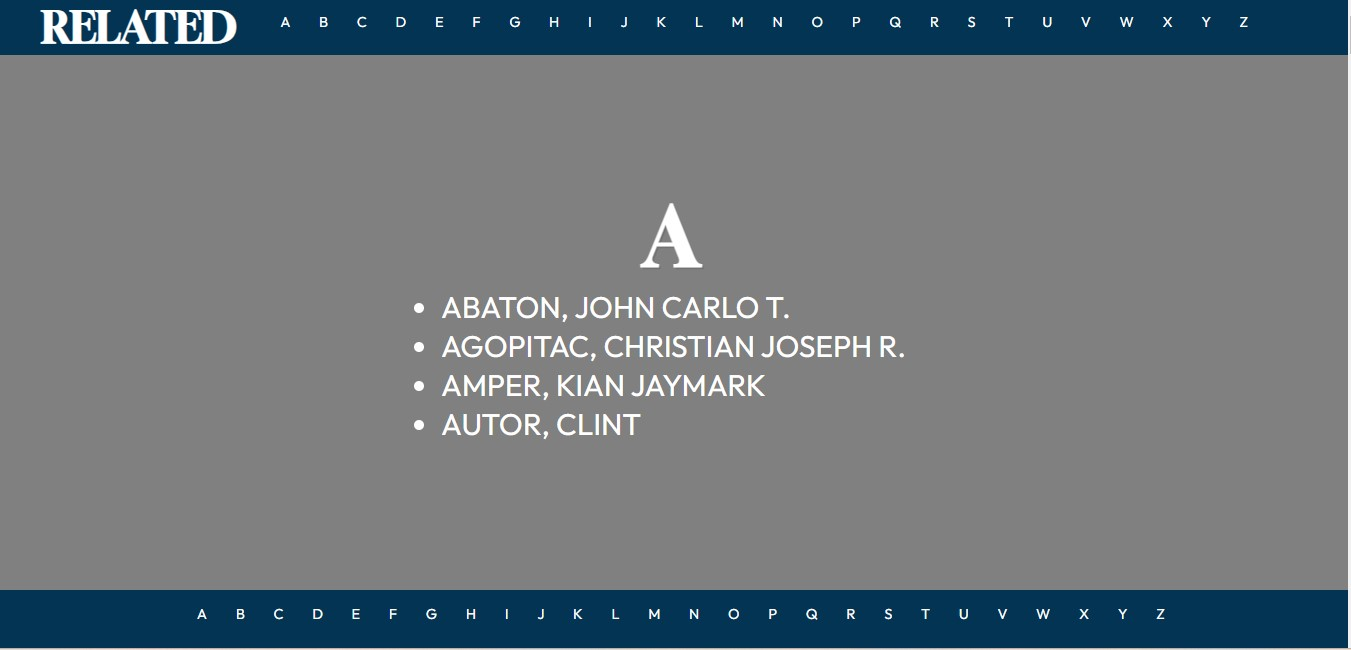 RELATED A B C D E F G H I J K L M N O P Q R S T U V W X Y Z
A
• ABATON, JOHN CARLO T.
• AGOPITAC, CHRISTIAN JOSEPH R.
• AMPER, KIAN JAYMARK
• AUTOR, CLINT
A B C D E F G H I J K L M N O P Q R S T U V W X Y Z